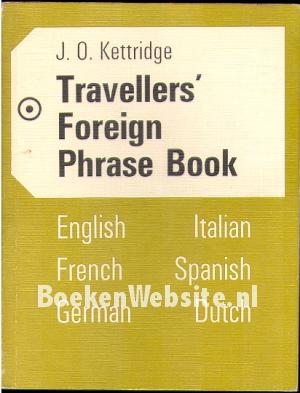 J. O. Kettridge
Travellers'
Foreign
Phrase Book
English Italian
French Spanish
BoekenWebsite.nl
German Dutch